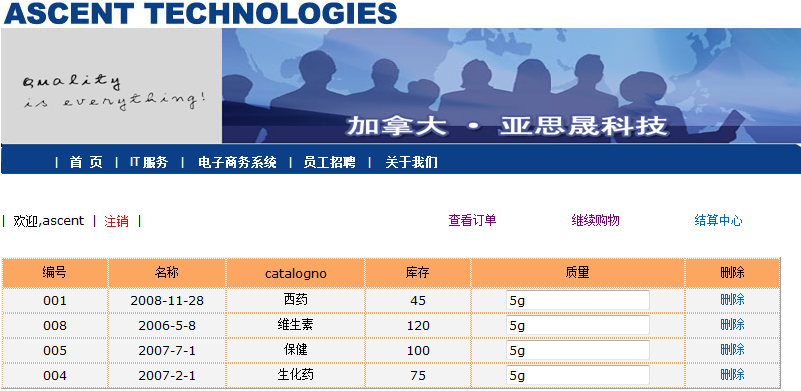 ASCENT TECHNOLOGIES
Quality
is everything!
加拿大 · 亚思晟科技
| 首 页 | IT 服务 | 电子商务系统 | 员工招聘 | 关于我们
| 欢迎,ascent | 注销 | 查看订单 继续购物 结算中心
编号 名称 catalogno 库存 质量 删除
001 2008-11-28 西药 45 5g 删除
008 2006-5-8 维生素 120 5g 删除
005 2007-7-1 保健 100 5g 删除
004 2007-2-1 生化药 75 5g 删除